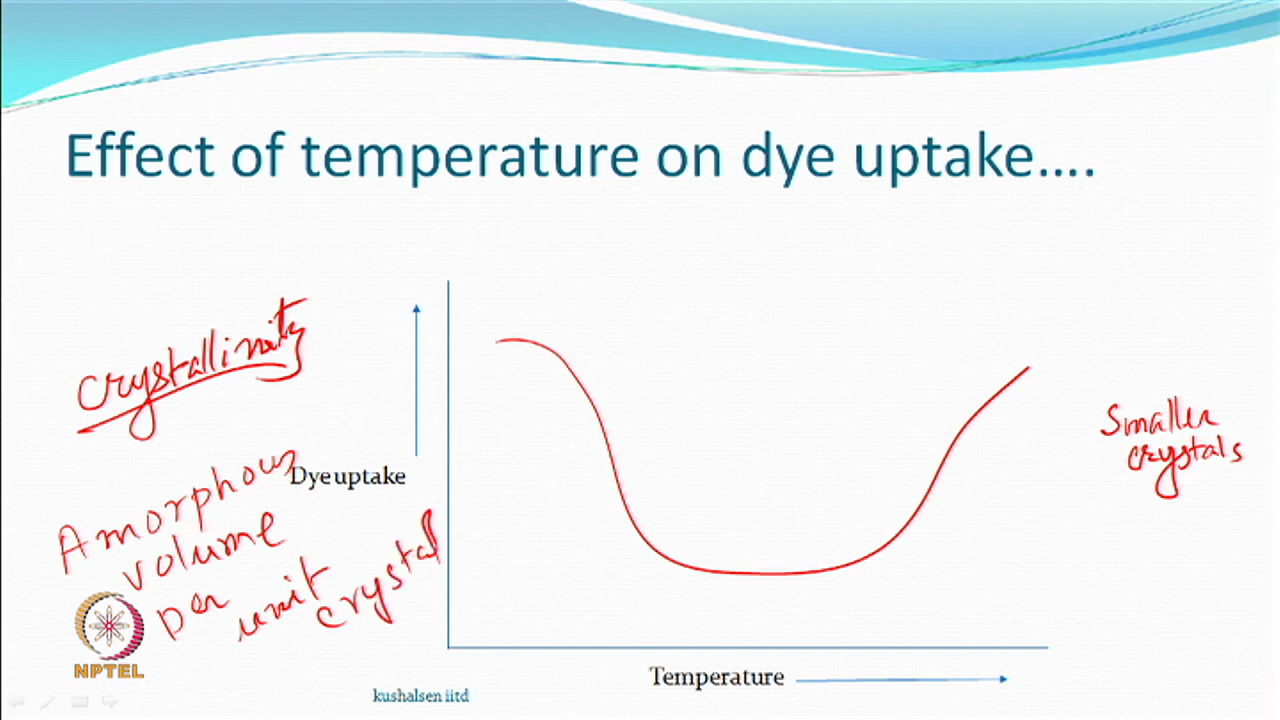 Effect of temperature on dye uptake....
crystallinity
Smaller
crystals
Dye uptake
Amorphous
volume
per
unit
crystal
NPTEL
Temperature
kushalsen iitd